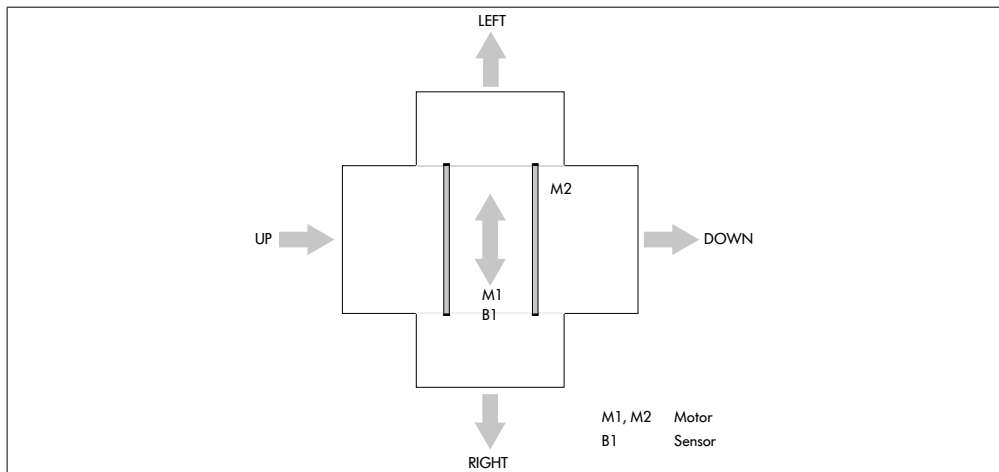 LEFT
M2
UP
DOWN
M1
B1
M1, M2 Motor
B1 Sensor
RIGHT